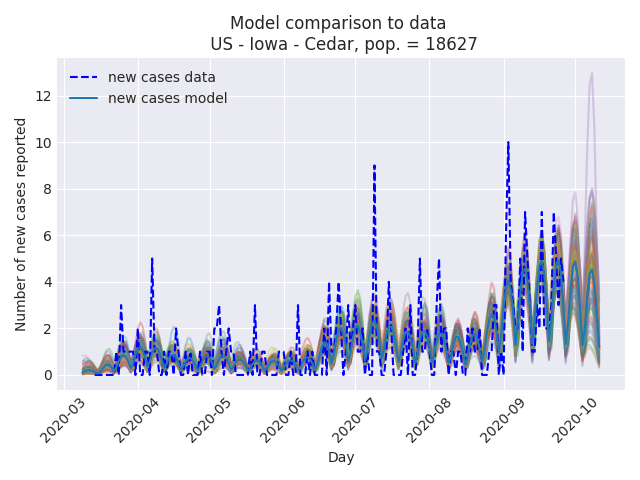 Model comparison to data
US - Iowa - Cedar, pop. = 18627
new cases data
new cases model
Number of new cases reported
12
10
8
6
4
2
0
2020-03
2020-04
2020-05
2020-06
2020-07
2020-08
2020-09
2020-10
Day